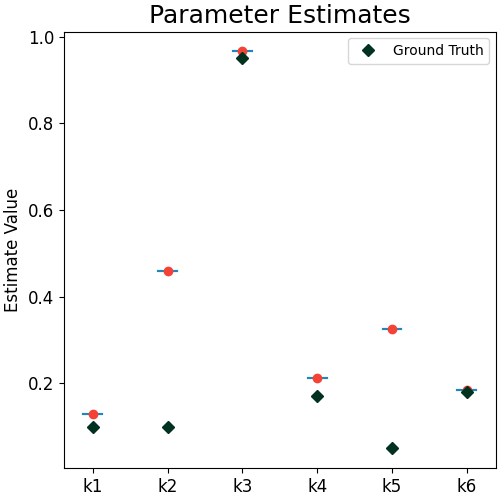 Parameter Estimates
Ground Truth
Estimate Value
1.0
0.8
0.6
0.4
0.2
k1 k2 k3 k4 k5 k6